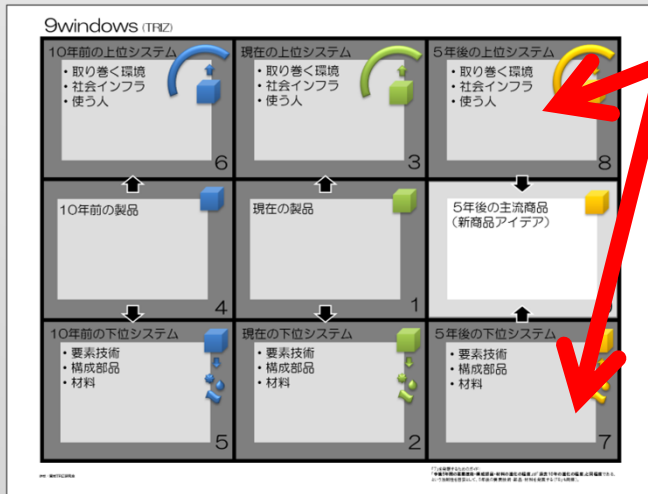 9windows (TRIZ)
10年前の上位システム
・取り巻く環境
・社会インフラ
・使う人
6
現在の上位システム
・取り巻く環境
・社会インフラ
・使う人
3
5年後の上位システム
・取り巻く環境
・社会インフラ
・使う人
8
10年前の製品
4
現在の製品
1
5年後の主流商品
(新商品アイデア)
10年前の下位システム
・要素技術
・構成部品
・材料
5
現在の下位システム
・要素技術
・構成部品
・材料
2
5年後の下位システム
・要素技術
・構成部品
・材料
7